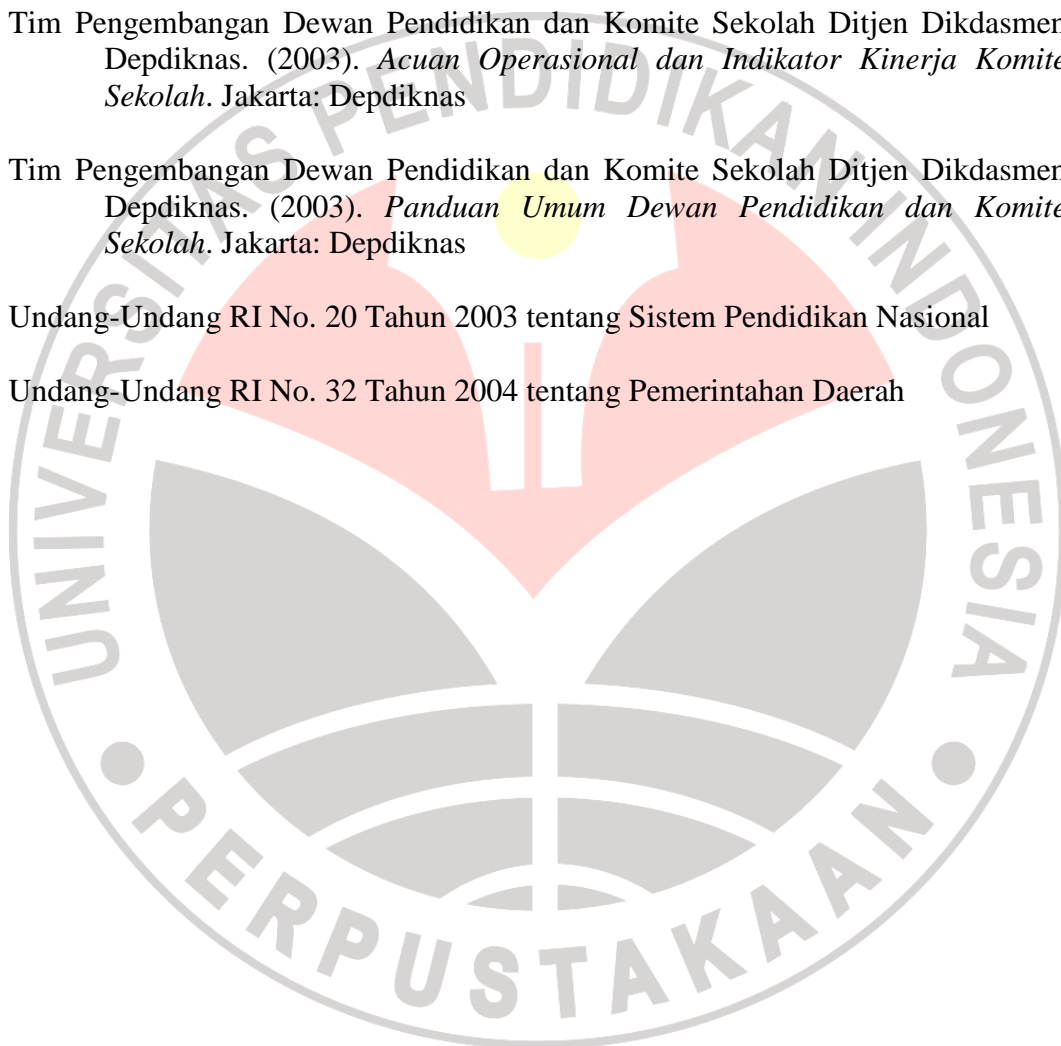 Tim Pengembangan Dewan Pendidikan dan Komite Sekolah Ditjen Dikdasmen
Depdiknas. (2003). Acuan Operasional dan Indikator Kinerja Komite
Sekolah. Jakarta: Depdiknas
Tim Pengembangan Dewan Pendidikan dan Komite Sekolah Ditjen Dikdasmen
Depdiknas. (2003). Panduan Umum Dewan Pendidikan dan Komite
Sekolah. Jakarta: Depdiknas
Undang-Undang RI No. 20 Tahun 2003 tentang Sistem Pendidikan Nasional
Undang-Undang RI No. 32 Tahun 2004 tentang Pemerintahan Daerah
UNIVERSITAS PENDIDIKAN INDONESIA
PERPUSTAKAAN